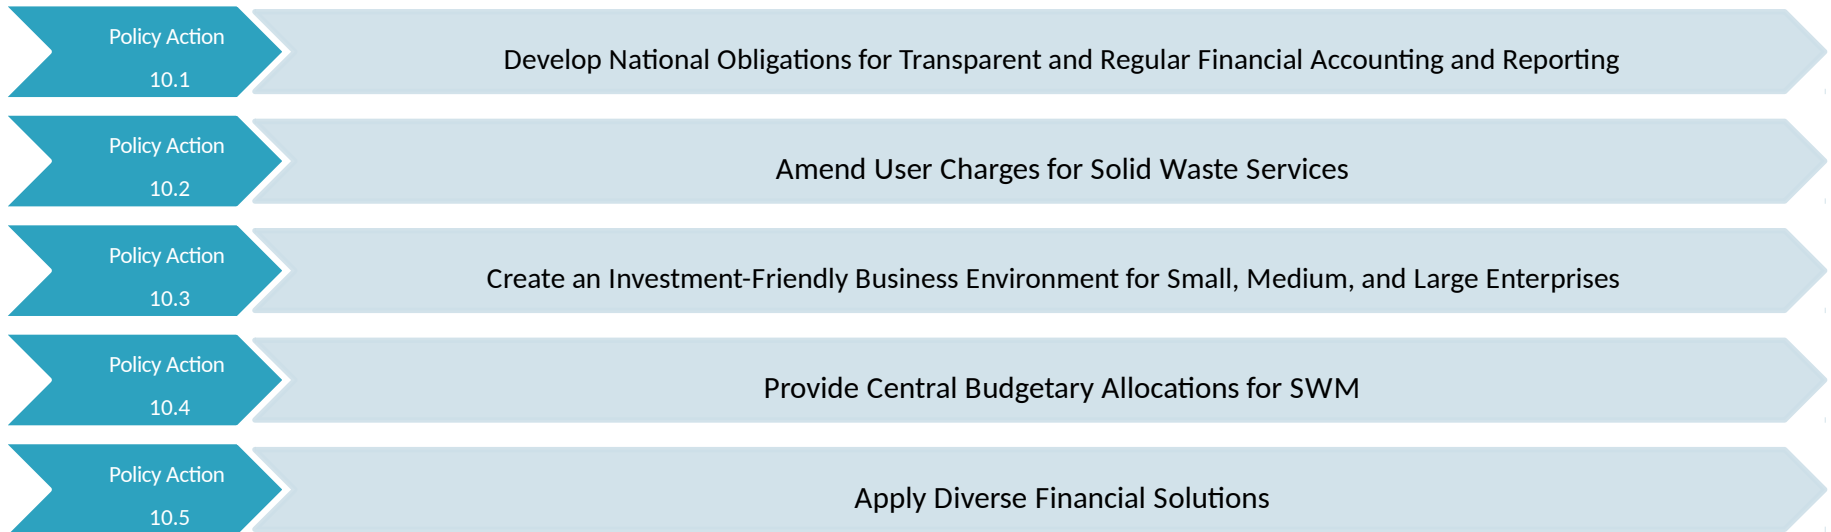 Policy Action
10.1
Develop National Obligations for Transparent and Regular Financial Accounting and Reporting
Policy Action
10.2
Amend User Charges for Solid Waste Services
Policy Action
10.3
Create an Investment-Friendly Business Environment for Small, Medium, and Large Enterprises
Policy Action
10.4
Provide Central Budgetary Allocations for SWM
Policy Action
10.5
Apply Diverse Financial Solutions